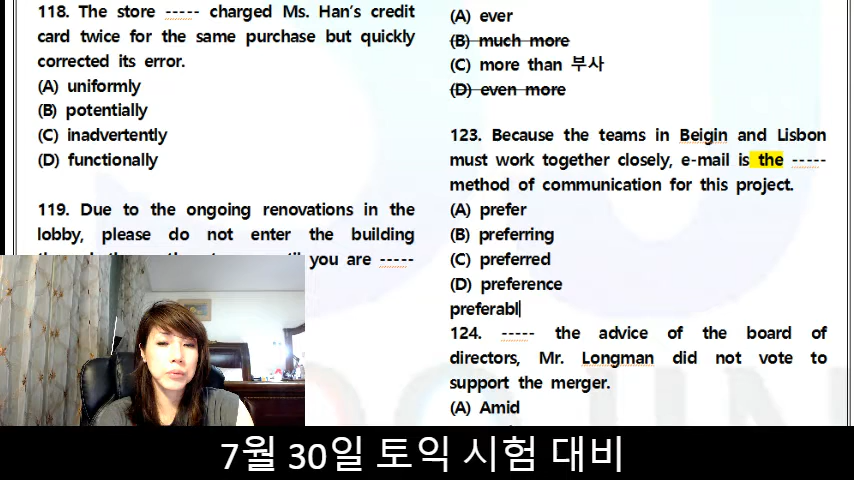 118. The store ----- charged Ms. Han's credit
card twice for the same purchase but quickly
corrected its error.
(A) uniformly
(B) potentially
(C) inadvertently
(D) functionally
119. Due to the ongoing renovations in the
lobby, please do not enter the building
you are -----
(A) ever
(B) much more
(C) more than 부사
(D) even more
123. Because the teams in Beigin and Lisbon
must work together closely, e-mail is the -----
method of communication for this project.
(A) prefer
(B) preferring
(C) preferred
(D) preference
preferabl
124. ----- the advice of the board of
directors, Mr. Longman did not vote to
support the merger.
(A) Amid
7월 30일 토익 시험 대비